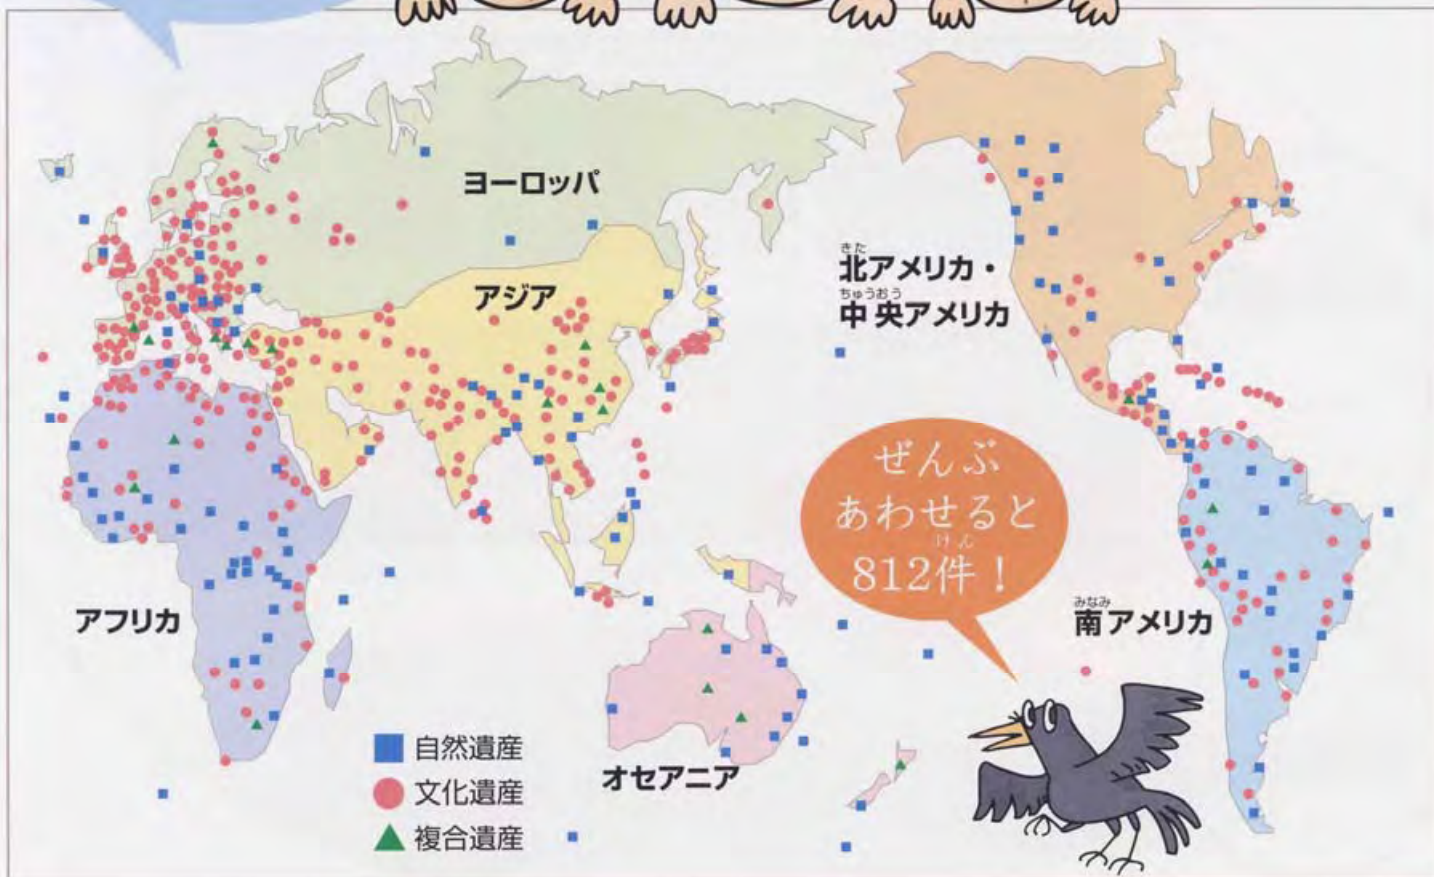 ヨーロッパ
アジア
きた
北アメリカ・
ちゅうおう
中央アメリカ
ぜんぶ
あわせると
けん
812件！
アフリカ
みなみ
南アメリカ
オセアニア
自然遺産
文化遺産
複合遺産